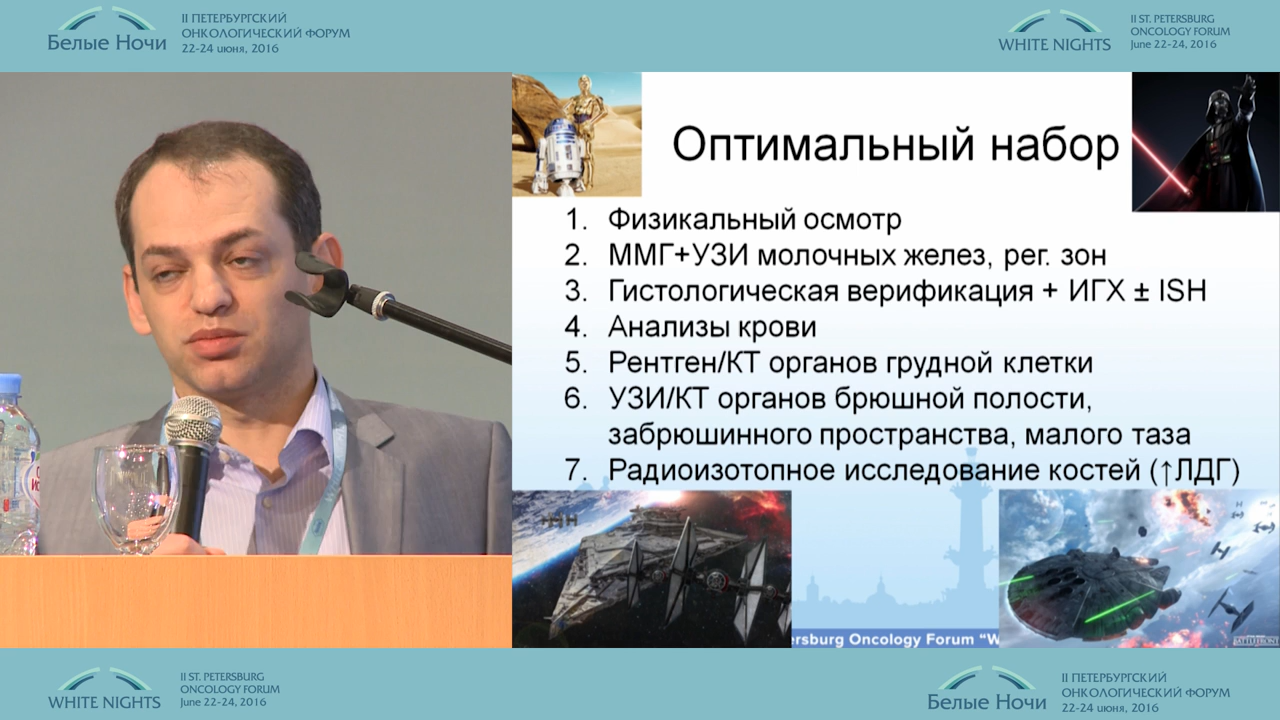 Белые Ночи
II ПЕТЕРБУРГСКИЙ
ОНКОЛОГИЧЕСКИЙ ФОРУМ
22-24 июня, 2016
WHITE NIGHTS
II ST. PETERSBURG
ONCOLOGY FORUM
June 22-24, 2016
Оптимальный набор
1. Физикальный осмотр
2. ММГ+УЗИ молочных желез, рег. зон
3. Гистологическая верификация + ИГХ ± ISH
4. Анализы крови
5. Рентген/КТ органов грудной клетки
6. УЗИ/КТ органов брюшной полости,
забрюшинного пространства, малого таза
7. Радиоизотопное исследование костей (↑ЛДГ)
ersburg Oncology Forum “W
BATTLEFRONT
WHITE NIGHTS
II ST. PETERSBURG
ONCOLOGY FORUM
June 22-24, 2016
Белые Ночи
II ПЕТЕРБУРГСКИЙ
ОНКОЛОГИЧЕСКИЙ ФОРУМ
22-24 июня, 2016